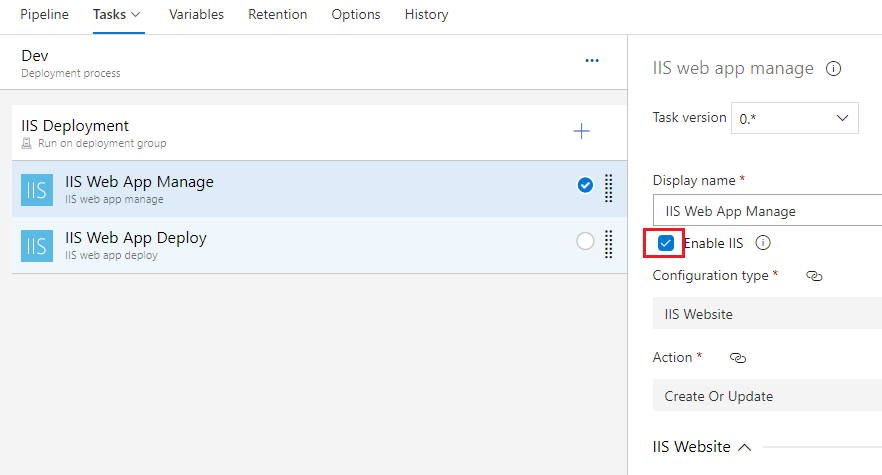 Pipeline Tasks Variables Retention Options History
Dev
Deployment process
IIS Deployment
Run on deployment group
IIS
IIS Web App Manage
IIS web app manage
IIS
IIS Web App Deploy
IIS web app deploy
IIS web app manage
Task version 0.*
Display name *
IIS Web App Manage
Enable IIS
Configuration type *
IIS Website
Action *
Create Or Update
IIS Website